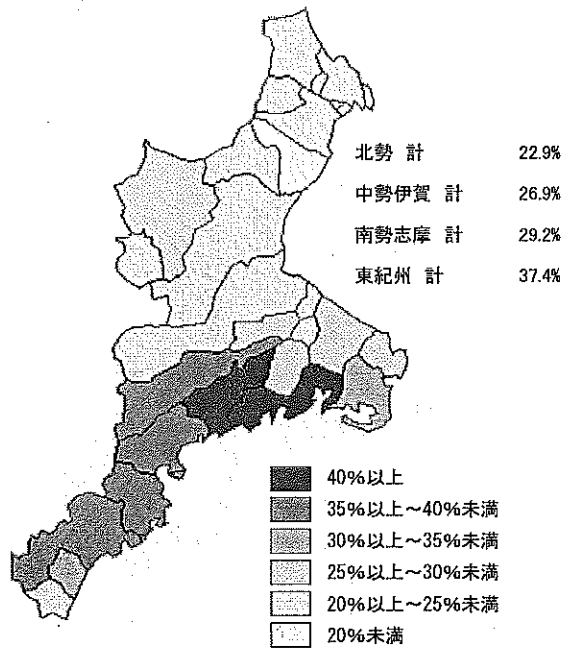 北勢 計 22.9%
中勢伊賀 計 26.9%
南勢志摩 計 29.2%
東紀州 計 37.4%
40%以上
35%以上～40%未満
30%以上～35%未満
25%以上～30%未満
20%以上～25%未満
20%未満